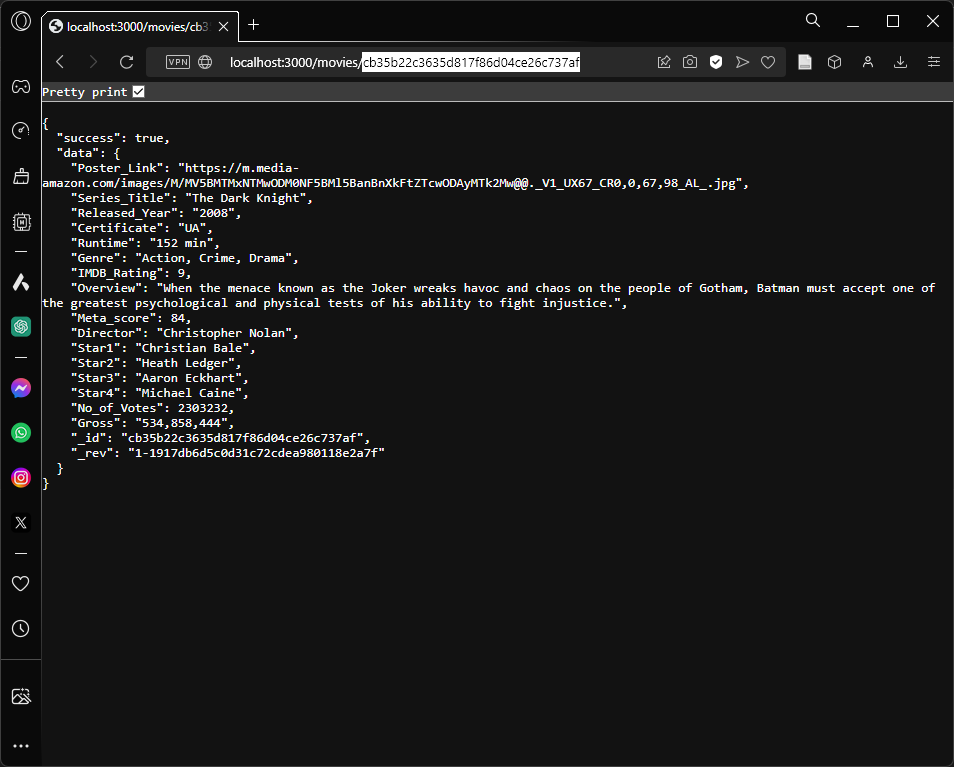 localhost:3000/movies/cb3
VPN
localhost:3000/movies/cb35b22c3635d817f86d04ce26c737af
Pretty print
{
"success": true,
"data": {
"Poster_Link": "https://m.media-
amazon.com/images/M/MV5BMTMxNTMwODM0NF5BMl5BanBnXkFtZTcwODAyMTk2Mw@@._V1_UX67_CR0,0,67,98_AL_.jpg",
"Series_Title": "The Dark Knight",
"Released_Year": "2008",
"Certificate": "UA",
"Runtime": "152 min",
"Genre": "Action, Crime, Drama",
"IMDB_Rating": 9,
"Overview": "When the menace known as the Joker wreaks havoc and chaos on the people of Gotham, Batman must accept one of
the greatest psychological and physical tests of his ability to fight injustice.",
"Meta_score": 84,
"Director": "Christopher Nolan",
"Star1": "Christian Bale",
"Star2": "Heath Ledger",
"Star3": "Aaron Eckhart",
"Star4": "Michael Caine",
"No_of_Votes": 2303232,
"Gross": "534,858,444",
"_id": "cb35b22c3635d817f86d04ce26c737af",
"_rev": "1-1917db6d5c0d31c72cdea980118e2a7f"
}
}